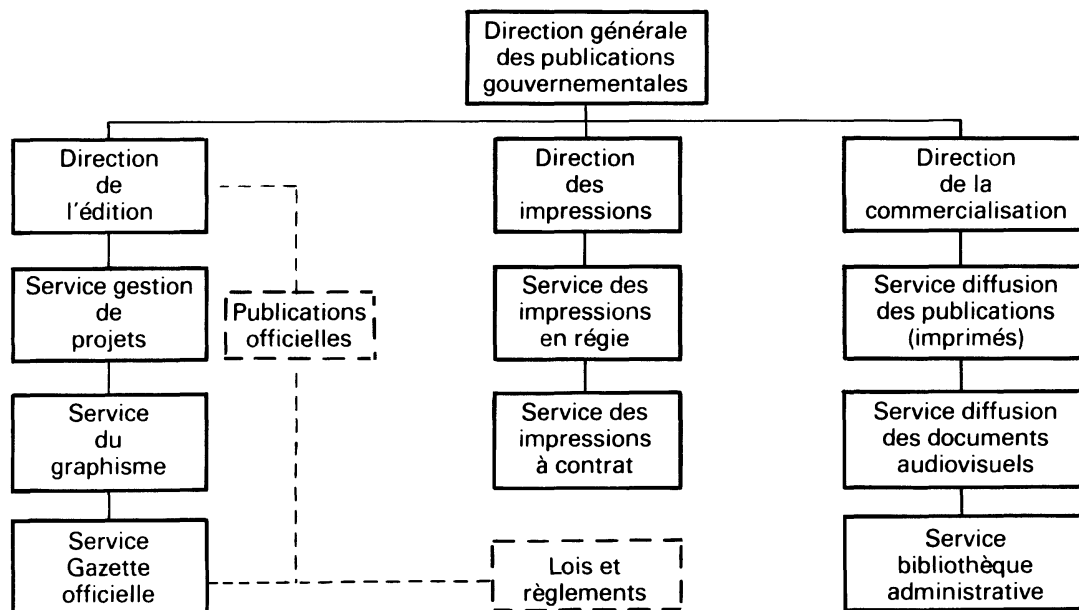 Direction générale
des publications
gouvernementales
Direction
de
l'édition
Direction
des
impressions
Direction
de la
commercialisation
Service gestion
de
projets
Publications
officielles
Service des
impressions
en régie
Service diffusion
des publications
(imprimés)
Service
du
graphisme
Service des
impressions
à contrat
Service diffusion
des documents
audiovisuels
Service
Gazette
officielle
Lois et
règlements
Service
bibliothèque
administrative